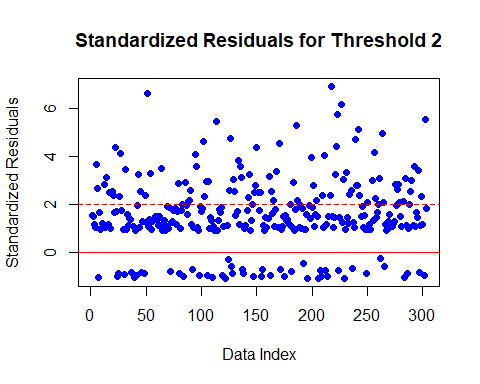 Standardized Residuals for Threshold 2
Standardized Residuals
6
4
2
0
0 50 100 150 200 250 300
Data Index